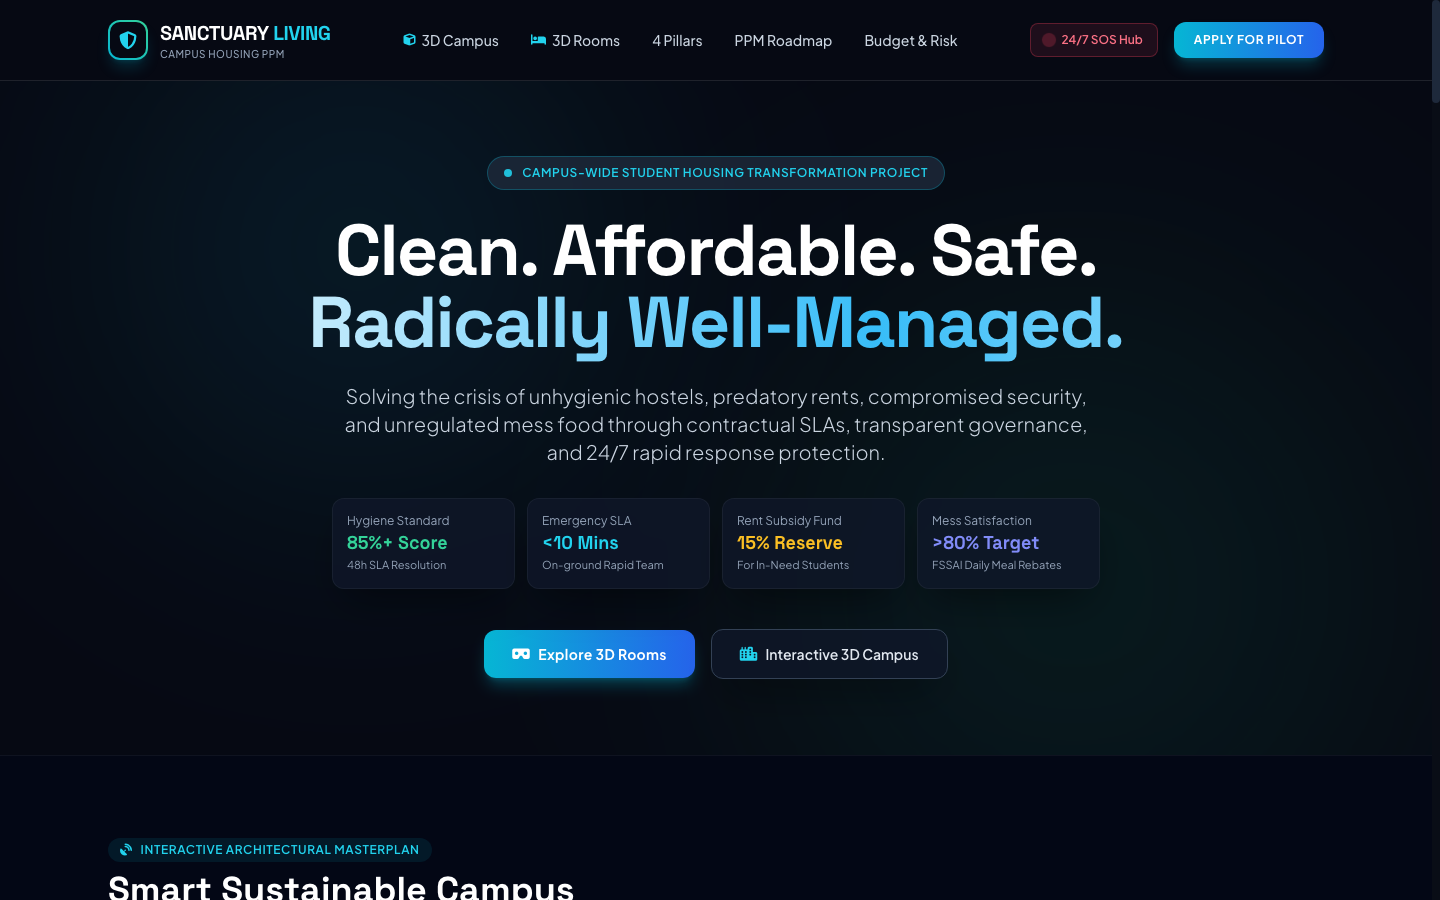 SANCTUARY LIVING
CAMPUS HOUSING PPM
3D Campus
3D Rooms
4 Pillars
PPM Roadmap
Budget & Risk
24/7 SOS Hub
APPLY FOR PILOT
CAMPUS-WIDE STUDENT HOUSING TRANSFORMATION PROJECT
Clean. Affordable. Safe.
Radically Well-Managed.
Solving the crisis of unhygienic hostels, predatory rents, compromised security,
and unregulated mess food through contractual SLAs, transparent governance,
and 24/7 rapid response protection.
Hygiene Standard
85%+ Score
48h SLA Resolution
Emergency SLA
<10 Mins
On-ground Rapid Team
Rent Subsidy Fund
15% Reserve
For In-Need Students
Mess Satisfaction
>80% Target
FSSAI Daily Meal Rebates
Explore 3D Rooms
Interactive 3D Campus
INTERACTIVE ARCHITECTURAL MASTERPLAN
Smart Sustainable Campus